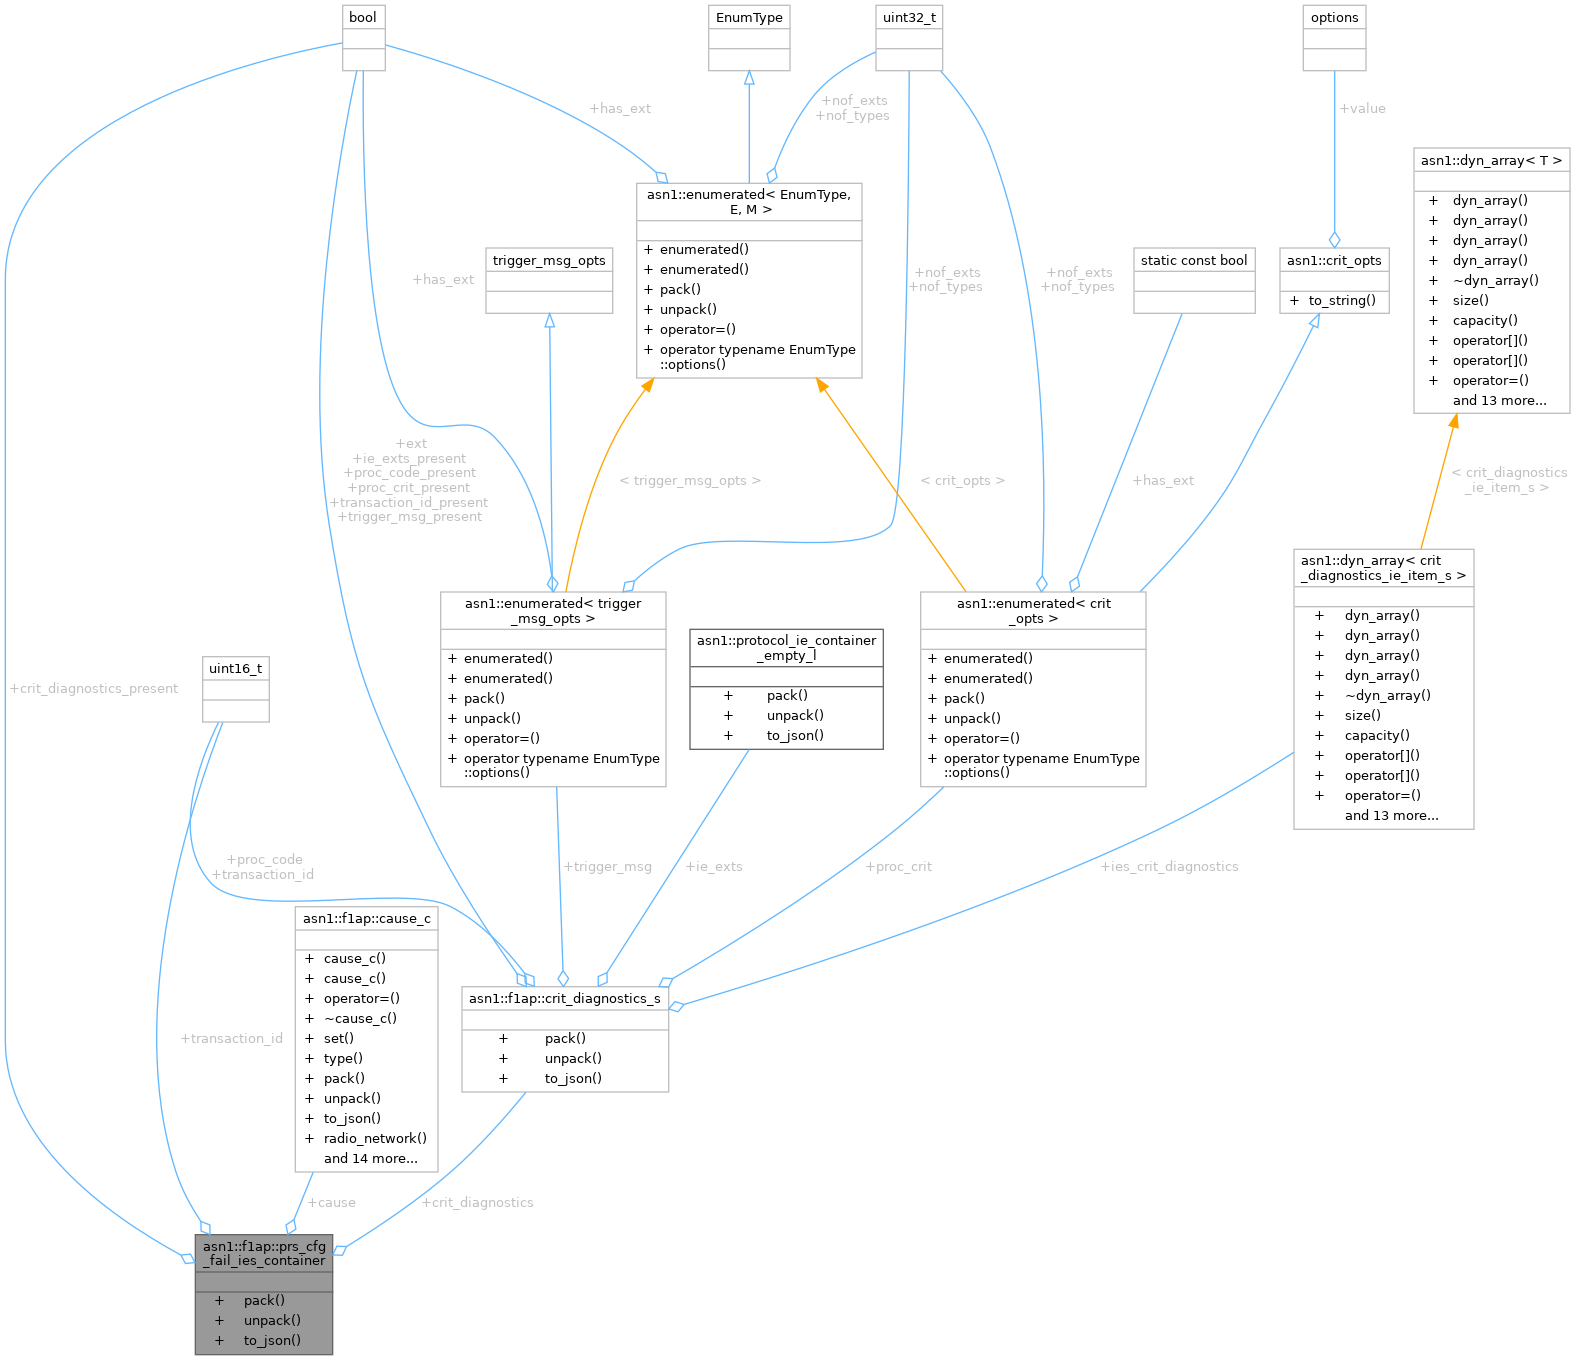 bool
EnumType
uint32_t
options
+has_ext
+nof_exts
+nof_types
+value
asn1::dyn_array< T >
+ dyn_array()
+ dyn_array()
+ dyn_array()
+ dyn_array()
+ ~dyn_array()
+ size()
+ capacity()
+ operator[]()
+ operator[]()
+ operator=()
and 13 more...
asn1::enumerated< EnumType,
E, M >
+ enumerated()
+ enumerated()
+ pack()
+ unpack()
+ operator=()
+ operator typename EnumType
::options()
trigger_msg_opts
static const bool
asn1::crit_opts
+ to_string()
+has_ext
+nof_exts
+nof_types
+nof_exts
+nof_types
+ext
+ie_exts_present
+proc_code_present
+proc_crit_present
+transaction_id_present
+trigger_msg_present
< trigger_msg_opts >
< crit_opts >
+has_ext
< crit_diagnostics
_ie_item_s >
asn1::dyn_array< crit
_diagnostics_ie_item_s >
+ dyn_array()
+ dyn_array()
+ dyn_array()
+ dyn_array()
+ ~dyn_array()
+ size()
+ capacity()
+ operator[]()
+ operator[]()
+ operator=()
and 13 more...
asn1::enumerated< trigger
_msg_opts >
+ enumerated()
+ enumerated()
+ pack()
+ unpack()
+ operator=()
+ operator typename EnumType
::options()
asn1::protocol_ie_container
_empty_l
+ pack()
+ unpack()
+ to_json()
asn1::enumerated< crit
_opts >
+ enumerated()
+ enumerated()
+ pack()
+ unpack()
+ operator=()
+ operator typename EnumType
::options()
uint16_t
+crit_diagnostics_present
+proc_code
+transaction_id
+trigger_msg
+ie_exts
+proc_crit
+ies_crit_diagnostics
asn1::f1ap::cause_c
+ cause_c()
+ cause_c()
+ operator=()
+ ~cause_c()
+ set()
+ type()
+ pack()
+ unpack()
+ to_json()
+ radio_network()
and 14 more...
asn1::f1ap::crit_diagnostics_s
+ pack()
+ unpack()
+ to_json()
+transaction_id
+cause
+crit_diagnostics
asn1::f1ap::prs_cfg
_fail_ies_container
+ pack()
+ unpack()
+ to_json()